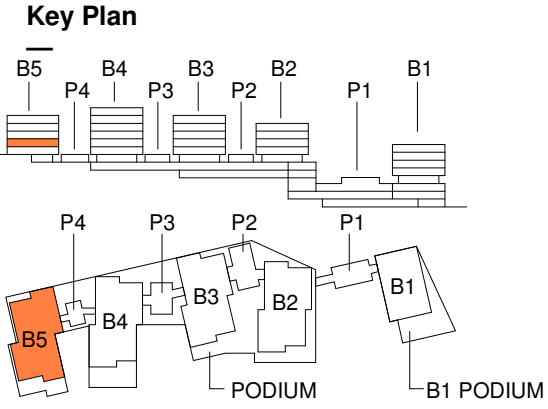 Key Plan
B5 P4 B4 P3 B3 P2 B2 P1 B1
P4 P3 P2 P1
B5 B4 B3 B2 B1
PODIUM B1 PODIUM